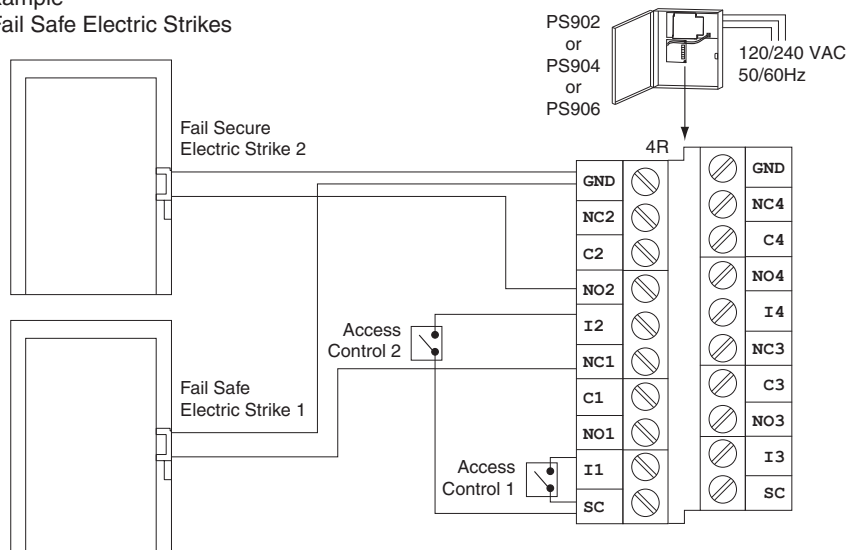 Fail Safe Electric Strikes
PS902
or
PS904
or
PS906
120/240 VAC
50/60Hz
Fail Secure
Electric Strike 2
4R
GND
NC2
C2
NO2
I2
NC1
C1
NO1
I1
SC
GND
NC4
C4
NO4
I4
NC3
C3
NO3
I3
SC
Access
Control 2
Fail Safe
Electric Strike 1
Access
Control 1